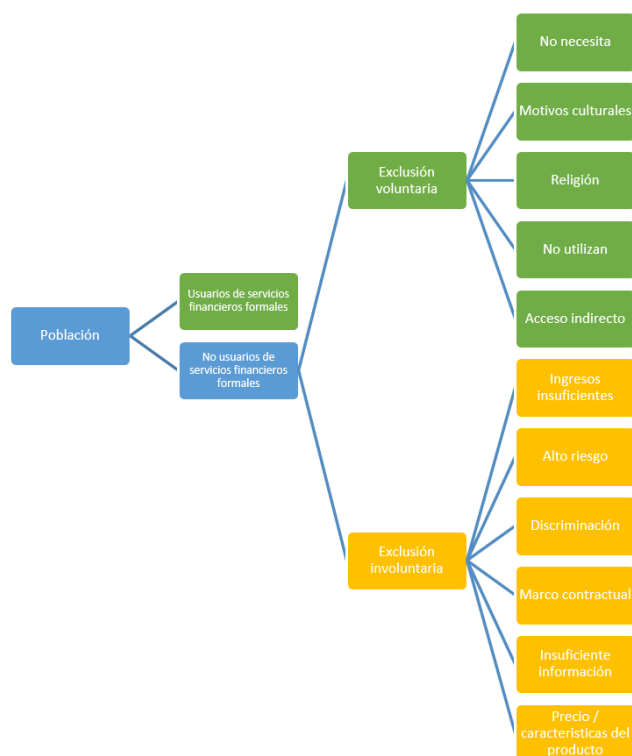 Población
Usuarios de servicios
financieros formales
No usuarios de
servicios financieros
formales
Exclusión
voluntaria
No necesita
Motivos culturales
Religión
No utilizan
Acceso indirecto
Exclusión
involuntaria
Ingresos
insuficientes
Alto riesgo
Discriminación
Marco contractual
Insuficiente
información
Precio /
caracteristicas del
producto